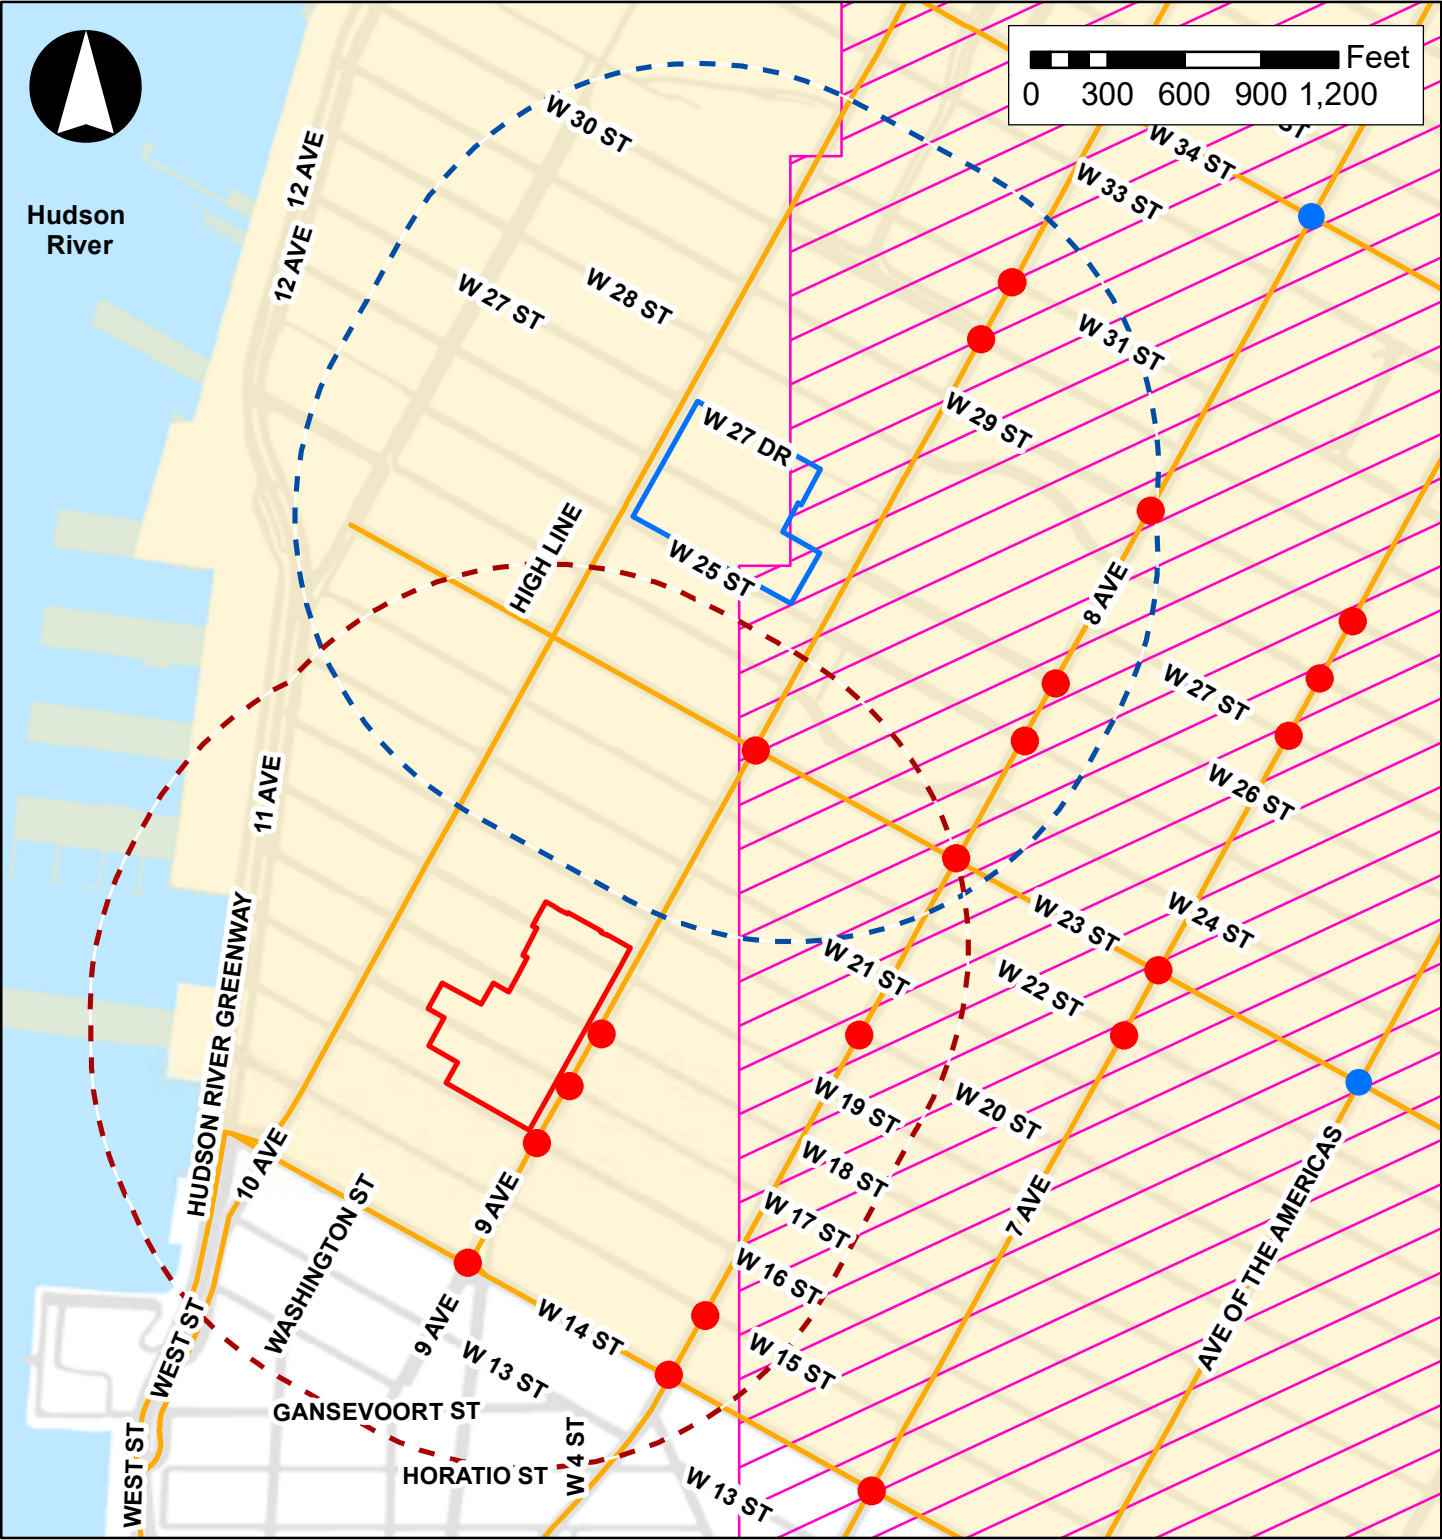 Feet
0 300 600 900 1,200
ST
W 34 ST
W 33 ST
W 30 ST
12 AVE
Hudson
River
12 AVE
W 28 ST
W 27 ST
W 31 ST
W 29 ST
W 27 DR
HIGH LINE
W 25 ST
8 AVE
W 27 ST
W 26 ST
11 AVE
W 24 ST
W 23 ST
W 21 ST
W 22 ST
HUDSON RIVER GREENWAY
W 19 ST
W 20 ST
10 AVE
W 18 ST
WASHINGTON ST
9 AVE
7 AVE
W 17 ST
AVE OF THE AMERICAS
W 16 ST
9 AVE
W 14 ST
WEST ST
W 15 ST
W 13 ST
GANSEVOORT ST
W 4 ST
HORATIO ST
WEST ST
W 13 ST